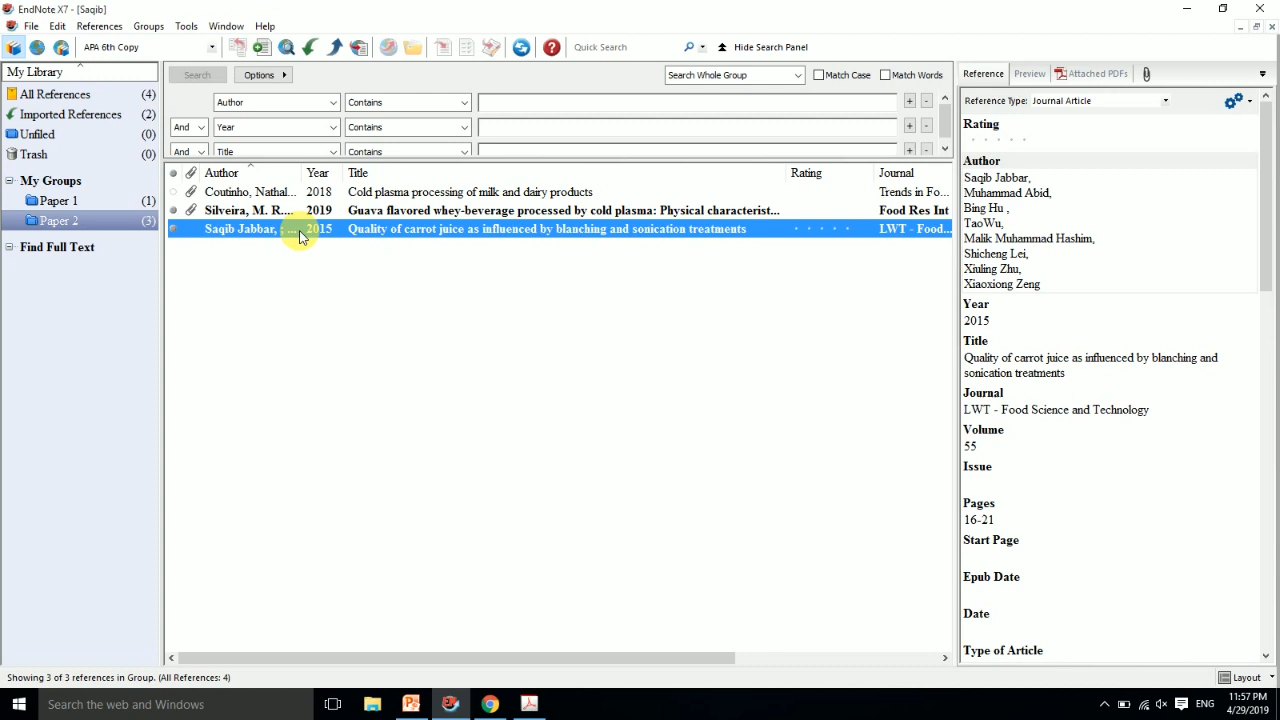 EndNote X7 - [Saqib]
File Edit References Groups Tools Window Help
APA 6th Copy
Quick Search
Hide Search Panel
My Library
All References (4)
Imported References (2)
Unfiled (0)
Trash (0)
My Groups
Paper 1 (1)
Paper 2 (3)
Find Full Text
Search Options Search Whole Group Match Case Match Words
Author Contains
And Year Contains
And Title Contains
Author Year Title Rating Journal
Coutinho, Nathal... 2018 Cold plasma processing of milk and dairy products Trends in Fo...
Silveira, M. R.... 2019 Guava flavored whey-beverage processed by cold plasma: Physical characterist... Food Res Int
Saqib Jabbar, ; ... 2015 Quality of carrot juice as influenced by blanching and sonication treatments LWT - Food...
Reference Preview Attached PDFs
Reference Type: Journal Article
Rating
Author
Saqib Jabbar,
Muhammad Abid,
Bing Hu ,
TaoWu,
Malik Muhammad Hashim,
Shicheng Lei,
Xiuling Zhu,
Xiaoxiong Zeng
Year
2015
Title
Quality of carrot juice as influenced by blanching and
sonication treatments
Journal
LWT - Food Science and Technology
Volume
55
Issue
Pages
16-21
Start Page
Epub Date
Date
Type of Article
Showing 3 of 3 references in Group. (All References: 4)
Layout
Search the web and Windows
ENG
11:57 PM
4/29/2019